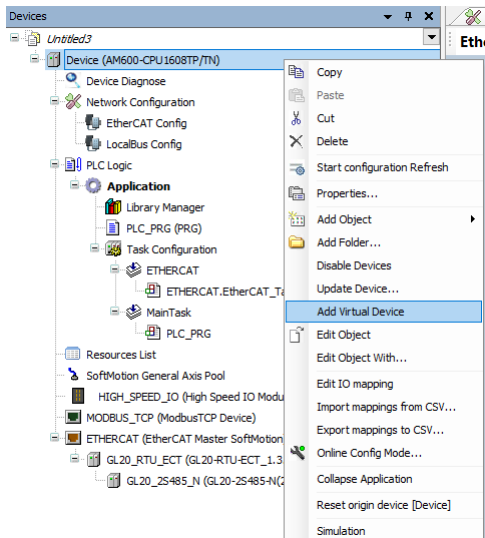 Devices
Untitled3
Device (AM600-CPU1608TP/TN)
Device Diagnose
Network Configuration
EtherCAT Config
LocalBus Config
PLC Logic
Application
Library Manager
PLC_PRG (PRG)
Task Configuration
ETHERCAT
ETHERCAT.EtherCAT_Ta
MainTask
PLC_PRG
Resources List
SoftMotion General Axis Pool
HIGH_SPEED_IO (High Speed IO Modu
MODBUS_TCP (ModbusTCP Device)
ETHERCAT (EtherCAT Master SoftMotion
GL20_RTU_ECT (GL20-RTU-ECT_1.3
GL20_2S485_N (GL20-2S485-N(2
Ethe
Copy
Paste
Cut
Delete
Start configuration Refresh
Properties...
Add Object
Add Folder...
Disable Devices
Update Device...
Add Virtual Device
Edit Object
Edit Object With...
Edit IO mapping
Import mappings from CSV...
Export mappings to CSV...
Online Config Mode...
Collapse Application
Reset origin device [Device]
Simulation